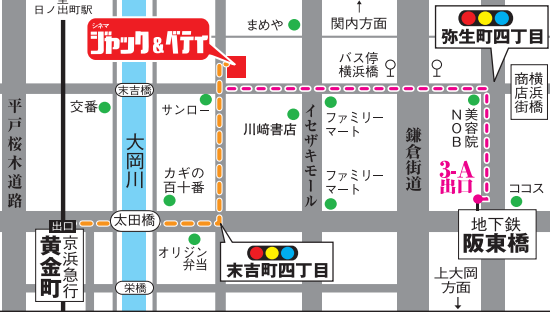 至
日ノ出町駅
シネマ
ジャック&ベティ
まめや
関内方面
弥生町四丁目
バス停
横浜橋
横浜橋
商店街
末吉橋
交番
サンロー
川﨑書店
イセザキモール
ファミリー
マート
鎌倉街道
美容院
NOB
平戸桜木道路
大岡川
カギの
百十番
ファミリー
マート
3-A
出口
ココス
太田橋
出口
京浜急行
黄金町
オリジン
弁当
末吉町四丁目
地下鉄
阪東橋
上大岡
方面
栄橋